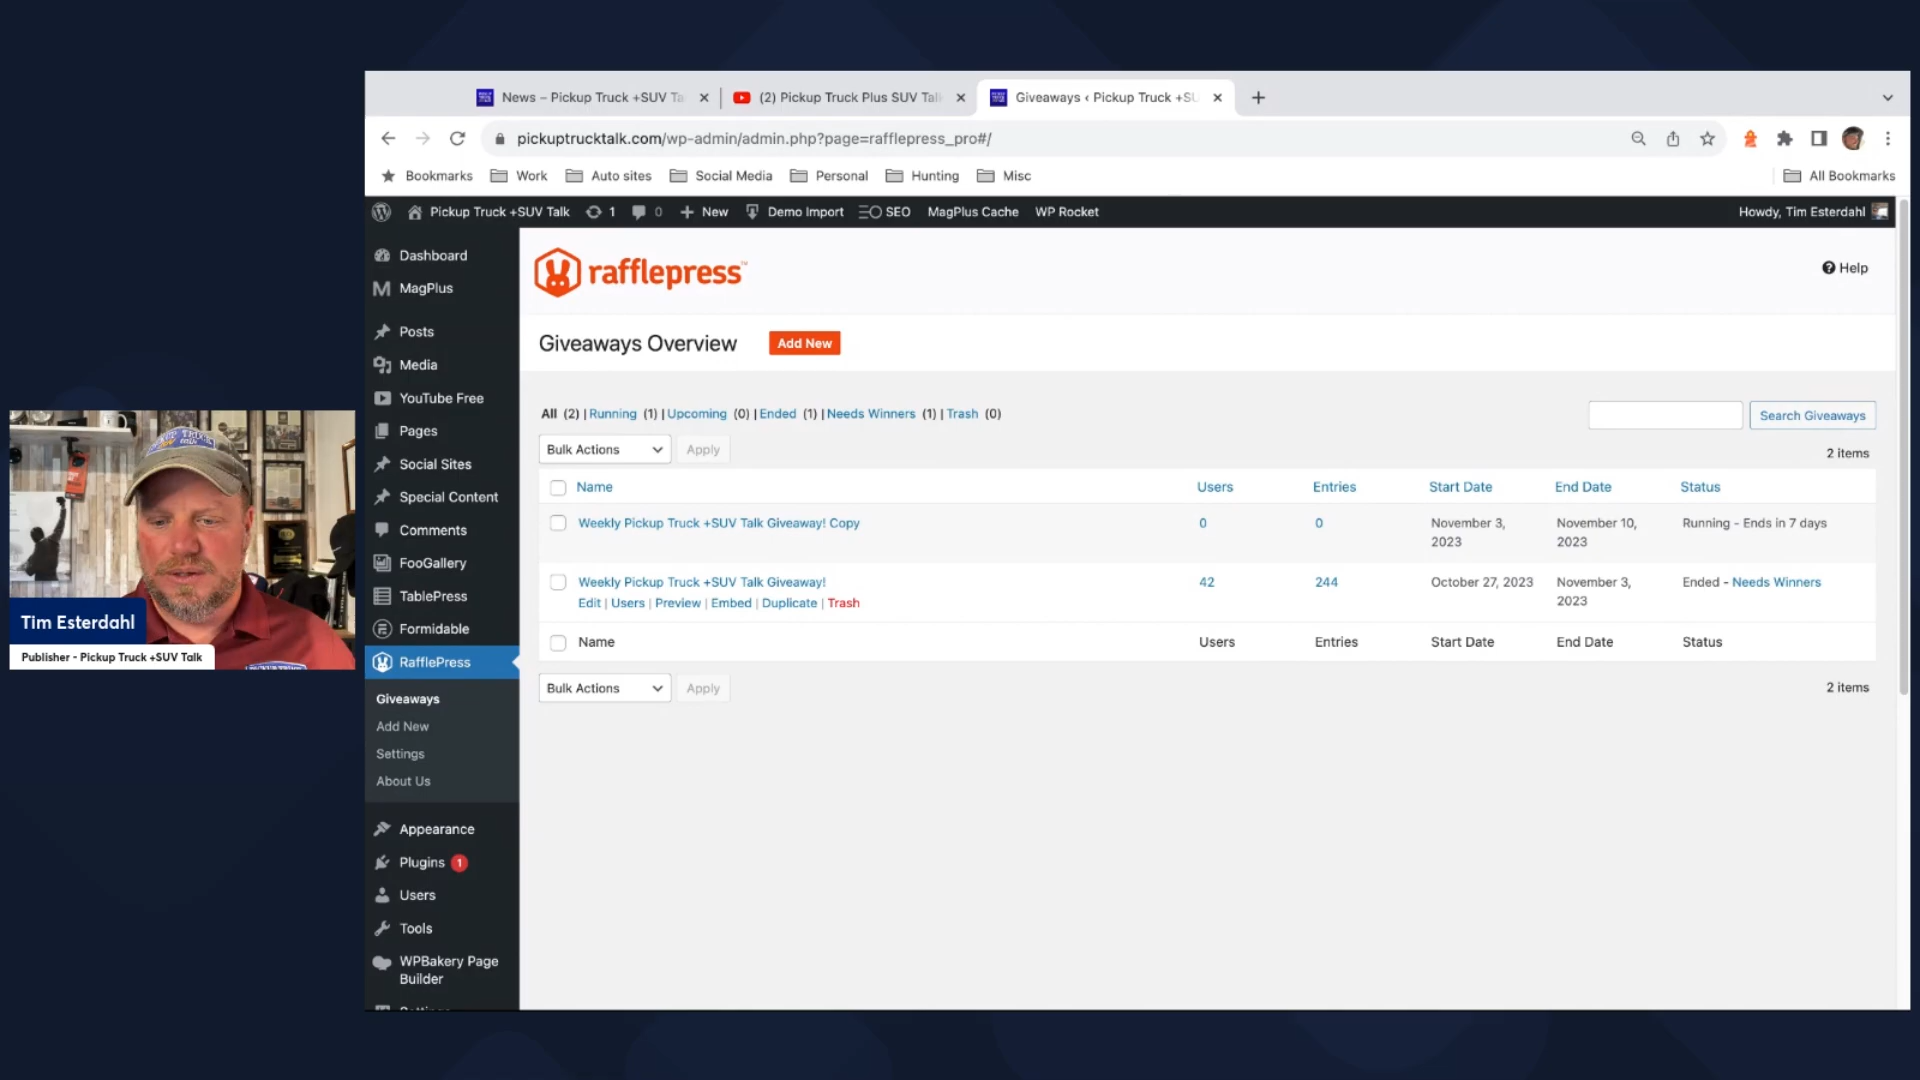 News – Pickup Truck +SUV Ta
(2) Pickup Truck Plus SUV Tal
Giveaways ‹ Pickup Truck +SU
pickuptrucktalk.com/wp-admin/admin.php?page=rafflepress_pro#/
Bookmarks Work Auto sites Social Media Personal Hunting Misc All Bookmarks
Pickup Truck +SUV Talk 1 0 New Demo Import SEO MagPlus Cache WP Rocket Howdy, Tim Esterdahl
Dashboard
MagPlus
Posts
Media
YouTube Free
Pages
Social Sites
Special Content
Comments
FooGallery
TablePress
Formidable
RafflePress
Giveaways
Add New
Settings
About Us
Appearance
Plugins 1
Users
Tools
WPBakery Page
Builder
Settings
rafflepress™
Help
Giveaways Overview Add New
All (2) | Running (1) | Upcoming (0) | Ended (1) | Needs Winners (1) | Trash (0)
Search Giveaways
Bulk Actions Apply
2 items
Name Users Entries Start Date End Date Status
Weekly Pickup Truck +SUV Talk Giveaway! Copy 0 0 November 3, 2023 November 10, 2023 Running - Ends in 7 days
Weekly Pickup Truck +SUV Talk Giveaway! 42 244 October 27, 2023 November 3, 2023 Ended - Needs Winners
Edit | Users | Preview | Embed | Duplicate | Trash
Name Users Entries Start Date End Date Status
Bulk Actions Apply
2 items
PICKUP TRUCK
Tim Esterdahl
Publisher - Pickup Truck +SUV Talk